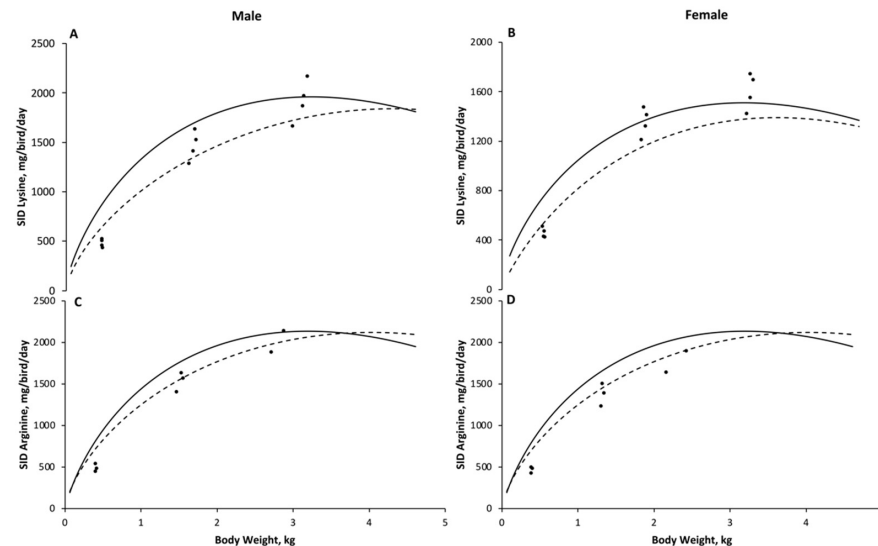 Male
Female
A
SID Lysine, mg/bird/day
2500
2000
1500
1000
500
0
B
SID Lysine, mg/bird/day
2000
1600
1200
800
400
0
C
SID Arginine, mg/bird/day
2500
2000
1500
1000
500
0
0 1 2 3 4 5
Body Weight, kg
D
SID Arginine, mg/bird/day
2500
2000
1500
1000
500
0
0 1 2 3 4
Body Weight, kg